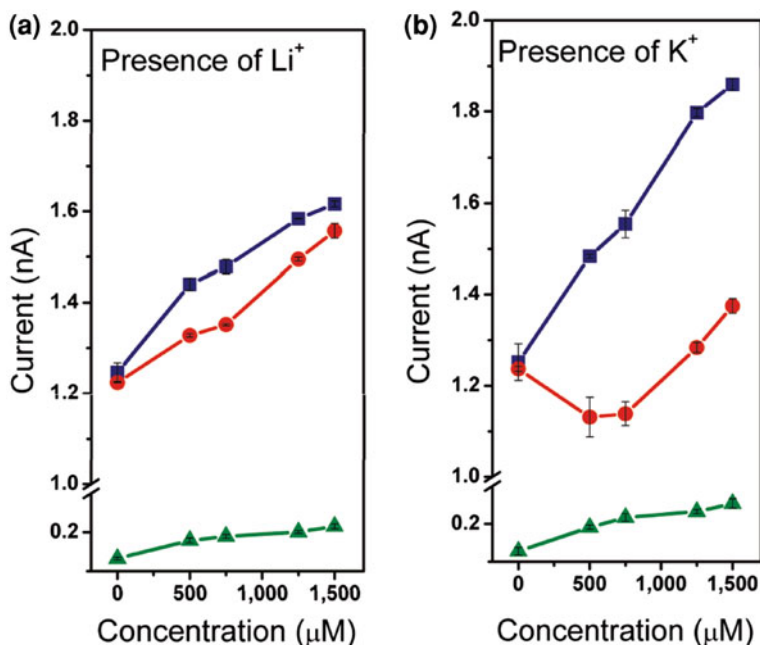 (a)
Presence of Li⁺
2.0
1.8
1.6
1.4
1.2
1.0
0.2
Current (nA)
0
500
1,000
1,500
Concentration (μM)
(b)
Presence of K⁺
2.0
1.8
1.6
1.4
1.2
1.0
0.2
Current (nA)
0
500
1,000
1,500
Concentration (μM)